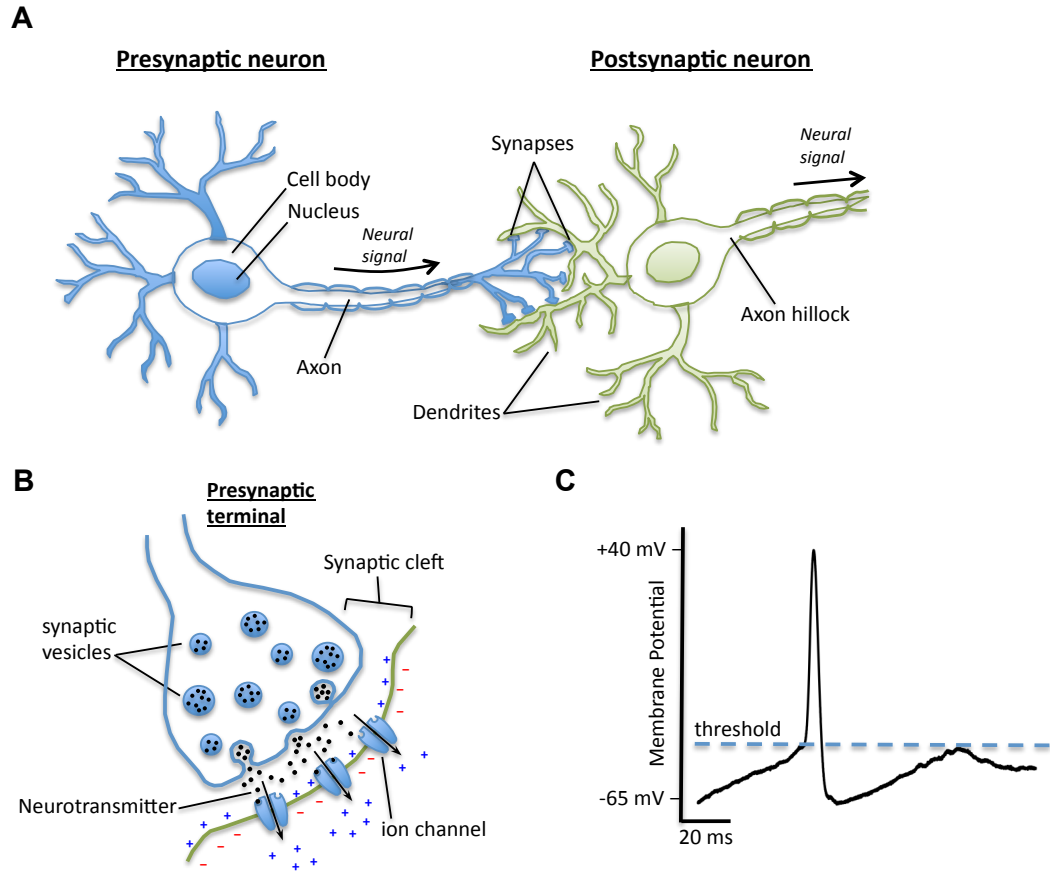 A
Presynaptic neuron
Postsynaptic neuron
Synapses
Neural
signal
Cell body
Nucleus
Neural
signal
Axon hillock
Axon
Dendrites
B
Presynaptic
terminal
Synaptic cleft
synaptic
vesicles
+
–
+
–
+
–
+
+
+
+
–
+
–
+
+
–
+
–
+
+
+
+
+
+
+
–
+
–
+
+
+
+
Neurotransmitter
ion channel
C
+40 mV
Membrane Potential
threshold
-65 mV
20 ms